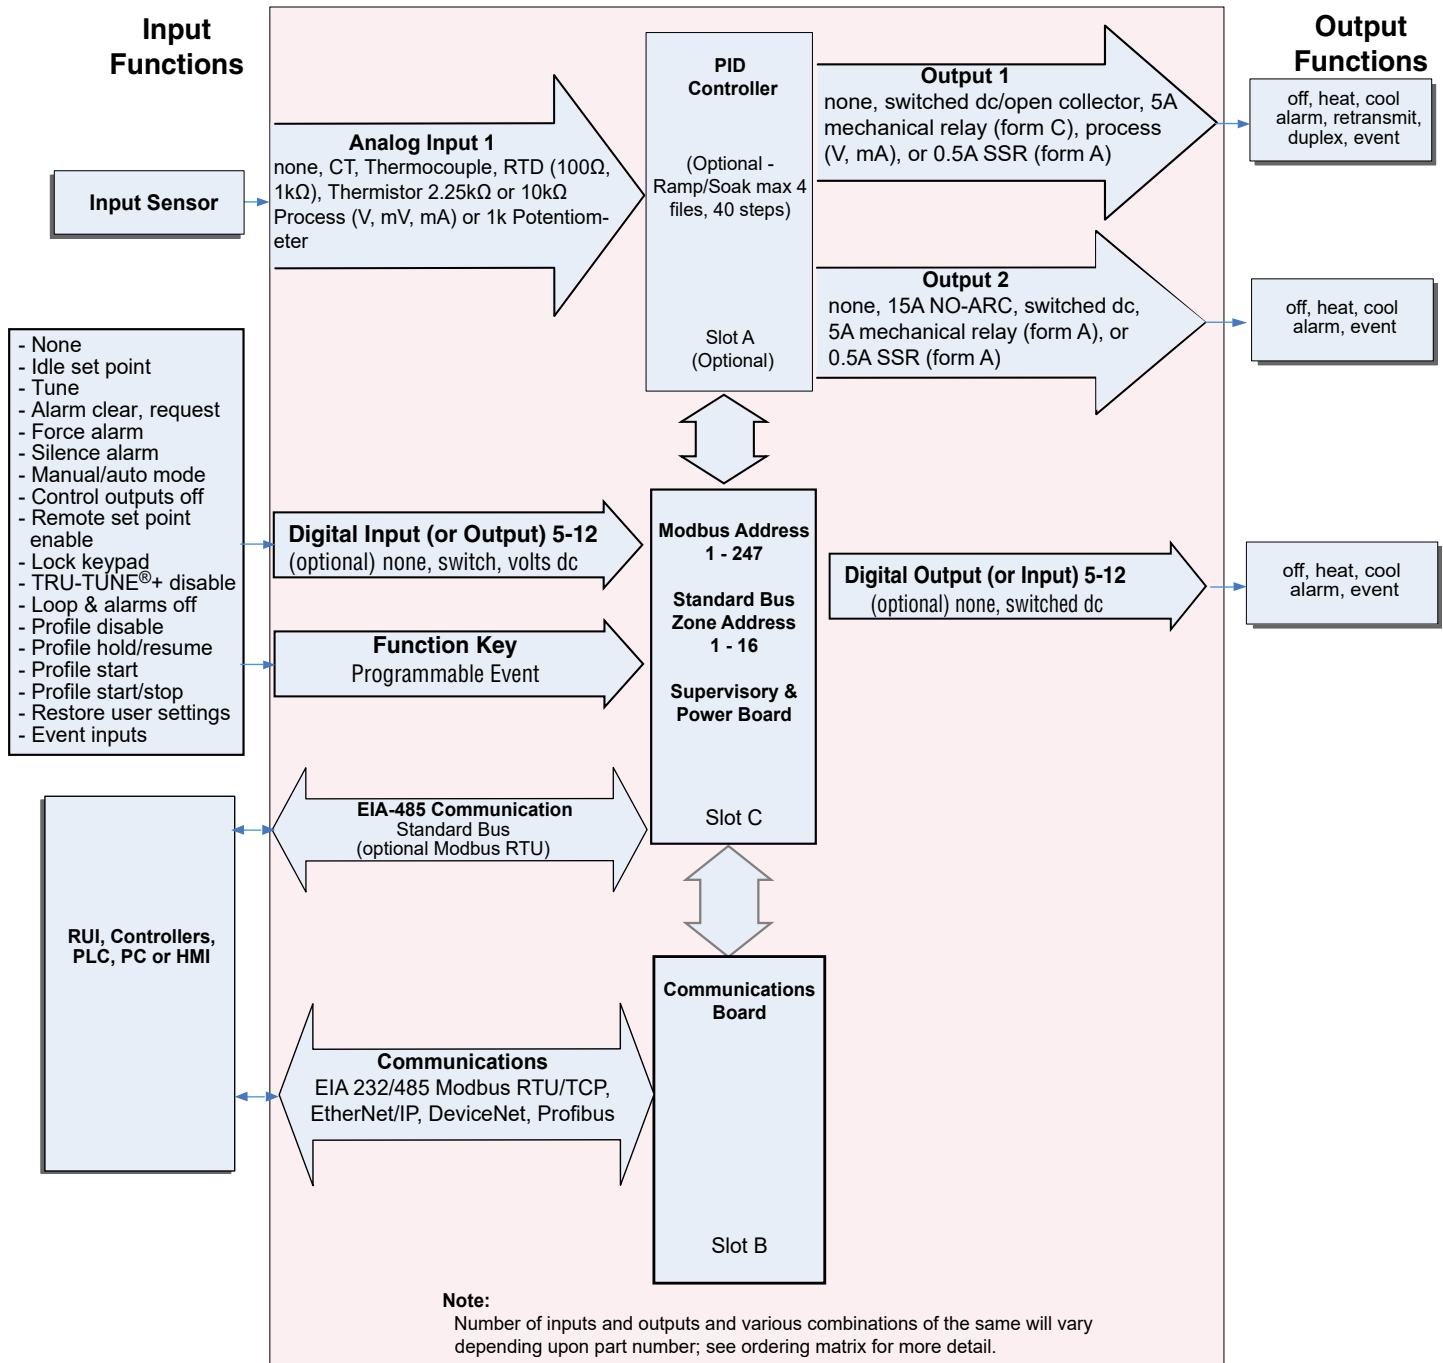 Input
Functions
Output
Functions
PID
Controller
(Optional -
Ramp/Soak max 4
files, 40 steps)
Slot A
(Optional)
Analog Input 1
none, CT, Thermocouple, RTD (100Ω,
1kΩ), Thermistor 2.25kΩ or 10kΩ
Process (V, mV, mA) or 1k Potentiom-
eter
Input Sensor
Output 1
none, switched dc/open collector, 5A
mechanical relay (form C), process
(V, mA), or 0.5A SSR (form A)
off, heat, cool
alarm, retransmit,
duplex, event
Output 2
none, 15A NO-ARC, switched dc,
5A mechanical relay (form A), or
0.5A SSR (form A)
off, heat, cool
alarm, event
- None
- Idle set point
- Tune
- Alarm clear, request
- Force alarm
- Silence alarm
- Manual/auto mode
- Control outputs off
- Remote set point
enable
- Lock keypad
- TRU-TUNE®+ disable
- Loop & alarms off
- Profile disable
- Profile hold/resume
- Profile start
- Profile start/stop
- Restore user settings
- Event inputs
Digital Input (or Output) 5-12
(optional) none, switch, volts dc
Function Key
Programmable Event
Modbus Address
1 - 247
Standard Bus
Zone Address
1 - 16
Supervisory &
Power Board
Slot C
Digital Output (or Input) 5-12
(optional) none, switched dc
off, heat, cool
alarm, event
EIA-485 Communication
Standard Bus
(optional Modbus RTU)
RUI, Controllers,
PLC, PC or HMI
Communications
EIA 232/485 Modbus RTU/TCP,
EtherNet/IP, DeviceNet, Profibus
Communications
Board
Slot B
Note:
Number of inputs and outputs and various combinations of the same will vary
depending upon part number; see ordering matrix for more detail.